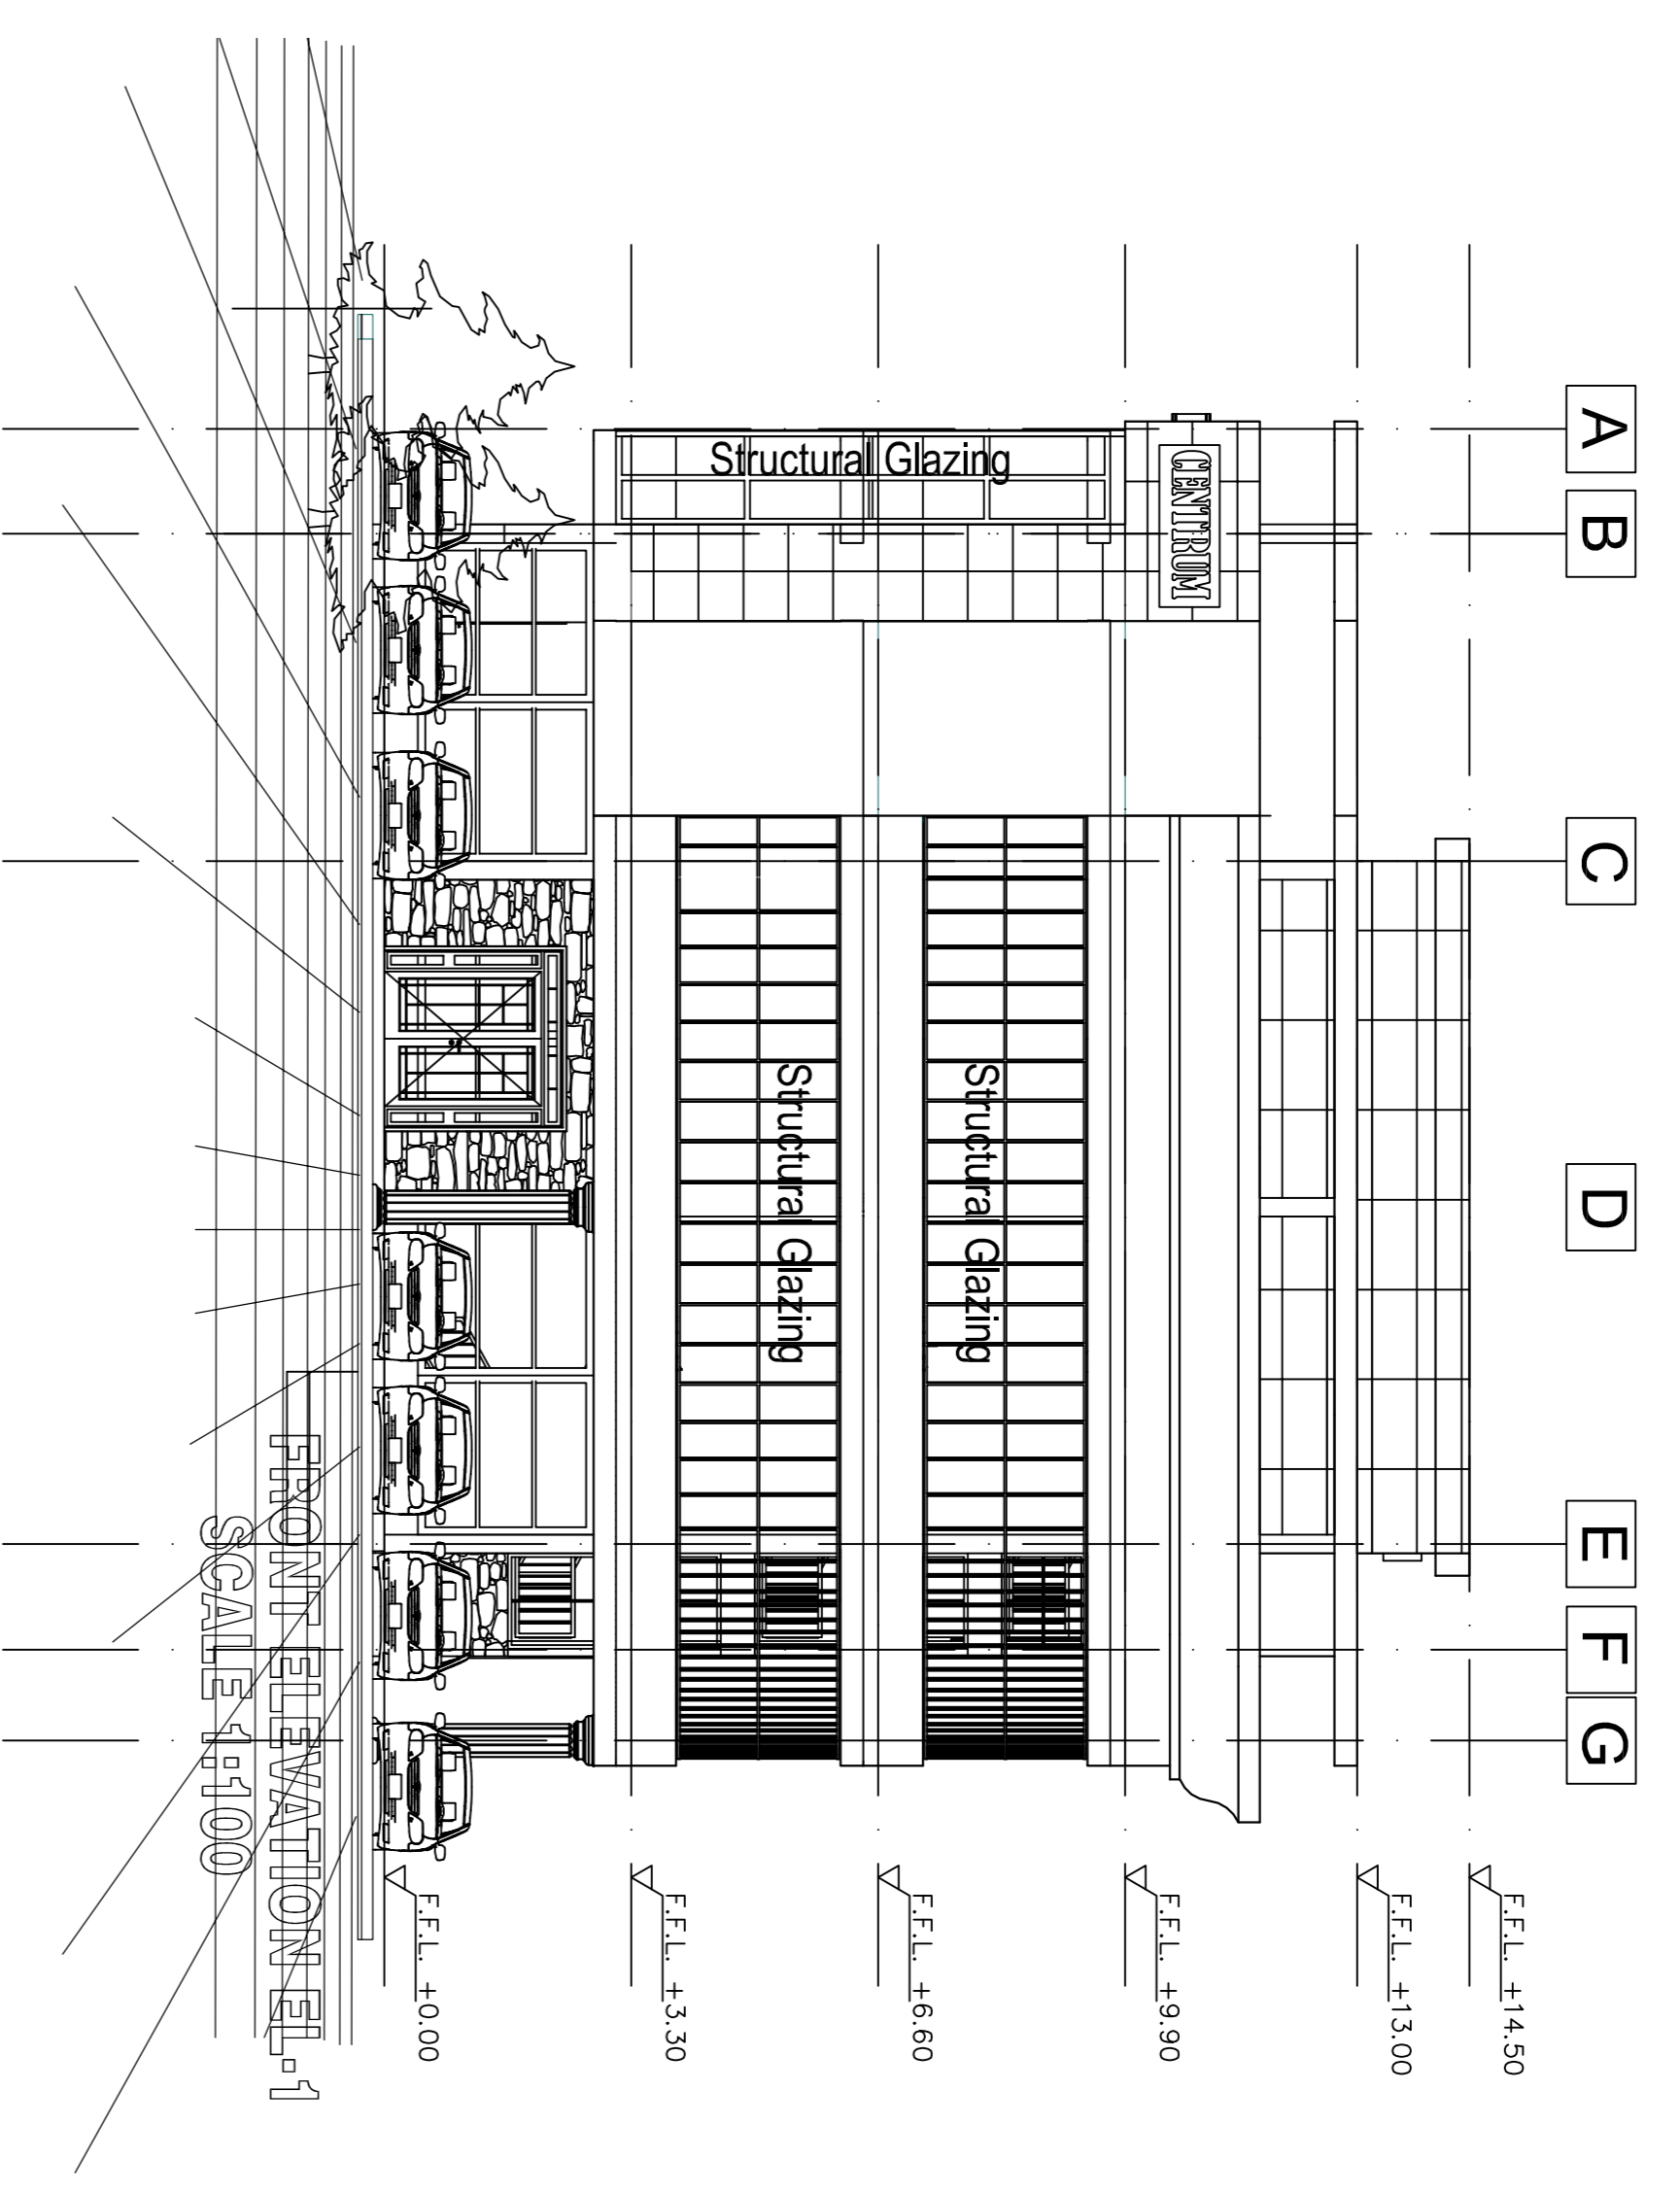 A
B
C
D
E
F
G
F.F.L. +14.50
F.F.L. +13.00
CENTRUM
F.F.L. +9.90
Structural Glazing
Structural Glazing
F.F.L. +6.60
Structural Glazing
F.F.L. +3.30
F.F.L. +0.00
FRONT ELEVATION EL.1
SCALE 1:100